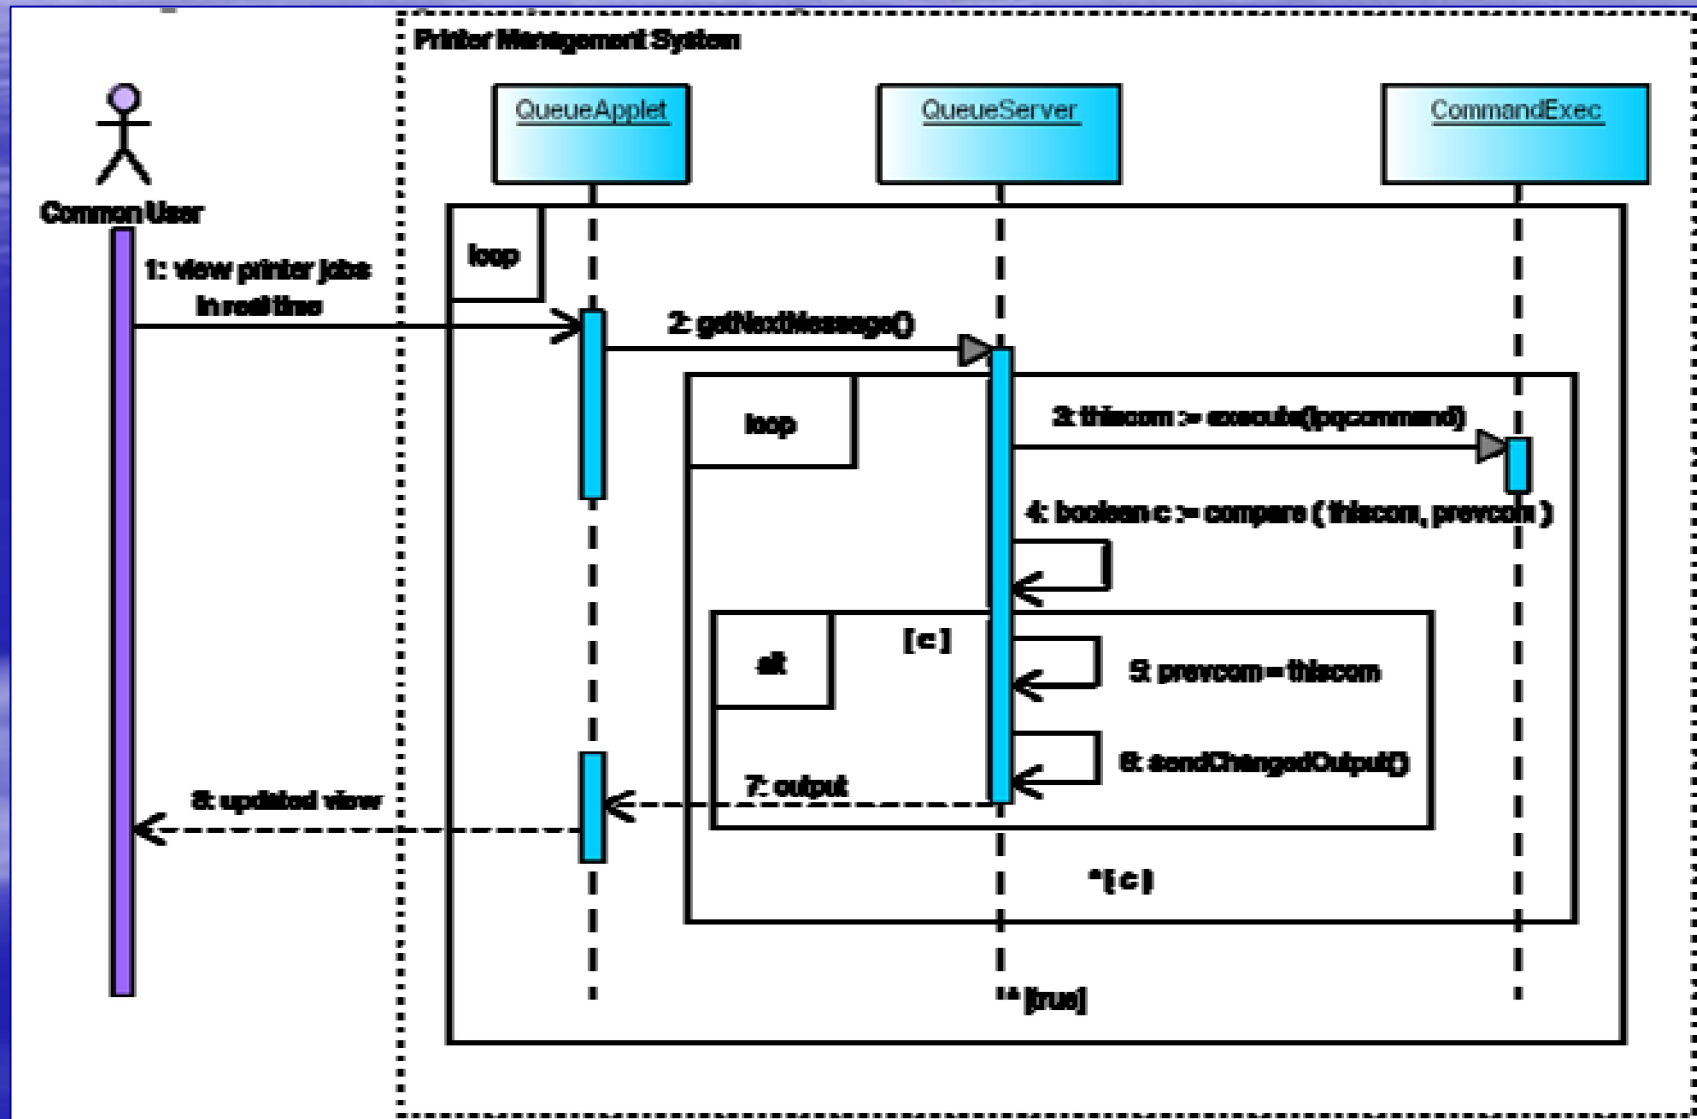 Printer Management System
QueueApplet
QueueServer
CommandExec
Common User
loop
1: view printer jobs
in real time
2: getNextMessage()
loop
3: thiscom := execute(lpqcommand)
4: boolean c := compare ( thiscom, prevcom )
alt
[ c ]
5: prevcom = thiscom
6: sendChangedOutput()
7: output
8: updated view
*[ c ]
* [true]